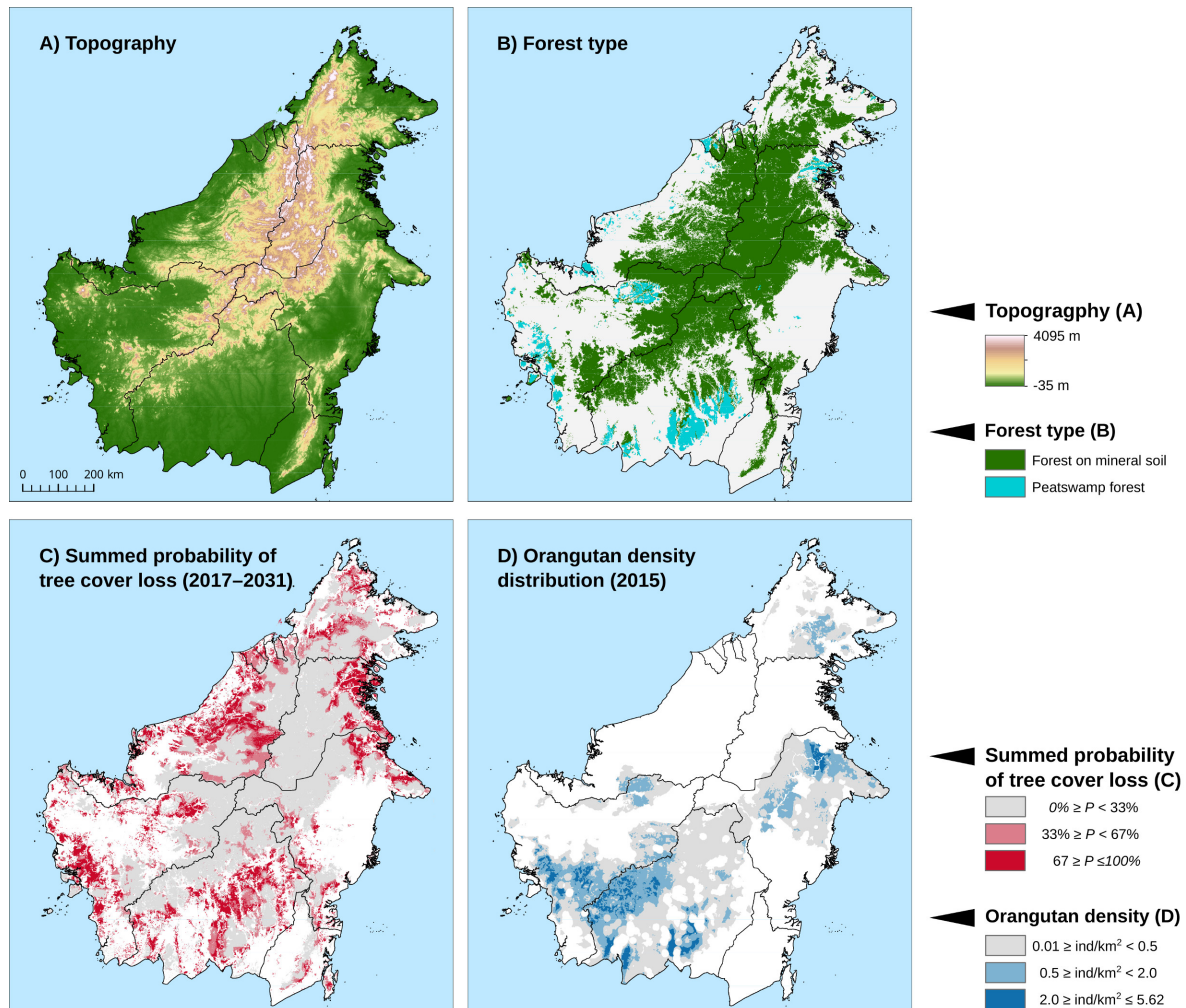 A) Topography
0 100 200 km
B) Forest type
Topogragphy (A)
4095 m
-35 m
Forest type (B)
Forest on mineral soil
Peatswamp forest
C) Summed probability of
tree cover loss (2017–2031)
D) Orangutan density
distribution (2015)
Summed probability
of tree cover loss (C)
0% ≥ P < 33%
33% ≥ P < 67%
67 ≥ P ≤100%
Orangutan density (D)
0.01 ≥ ind/km² < 0.5
0.5 ≥ ind/km² < 2.0
2.0 ≥ ind/km² ≤ 5.62